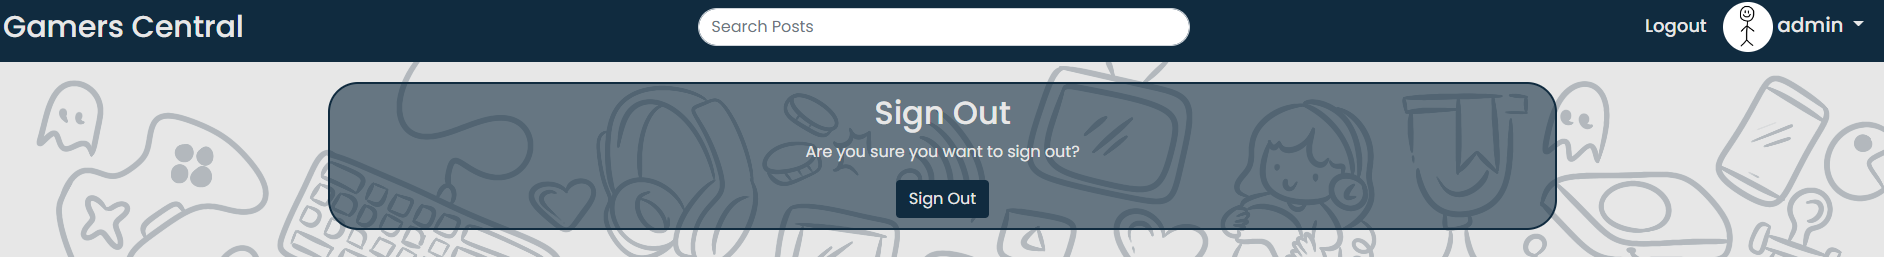 Gamers Central
Search Posts
Logout
admin
Sign Out
Are you sure you want to sign out?
Sign Out